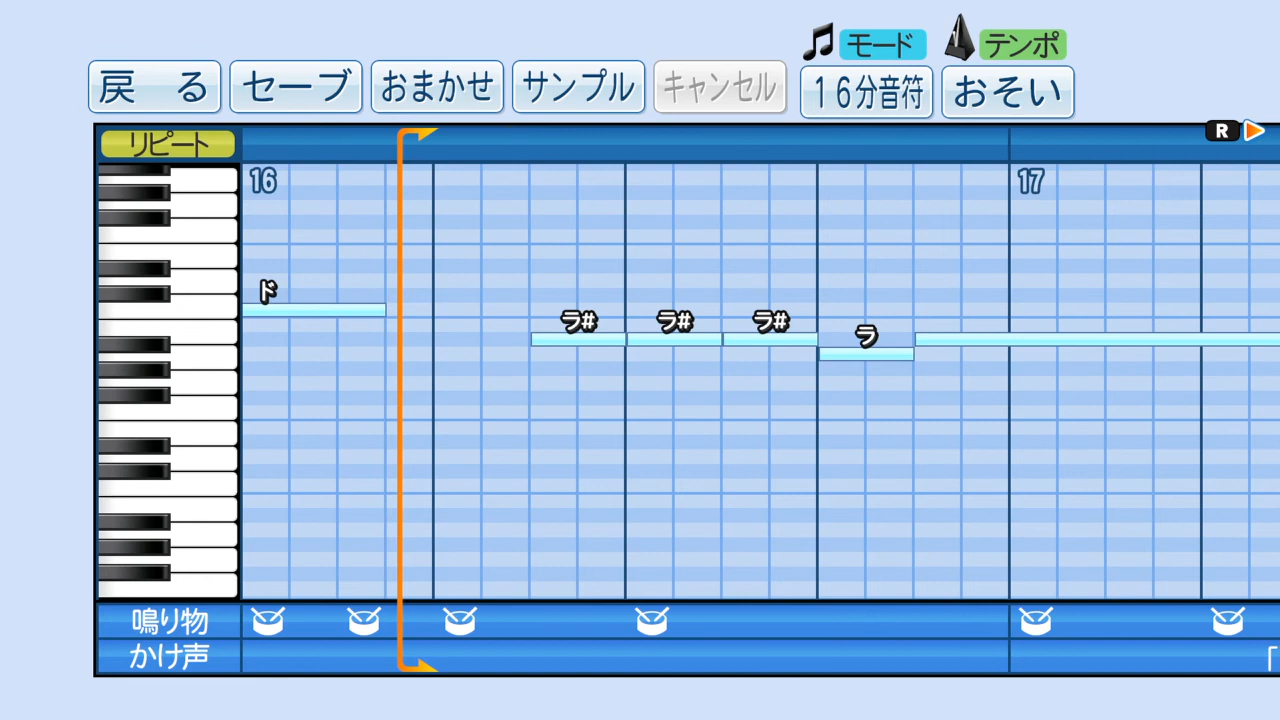 モード テンポ
戻る セーブ おまかせ サンプル キャンセル 16分音符 おそい
リピート R
16 17
ド
ラ# ラ# ラ#
ラ
鳴り物
かけ声 「